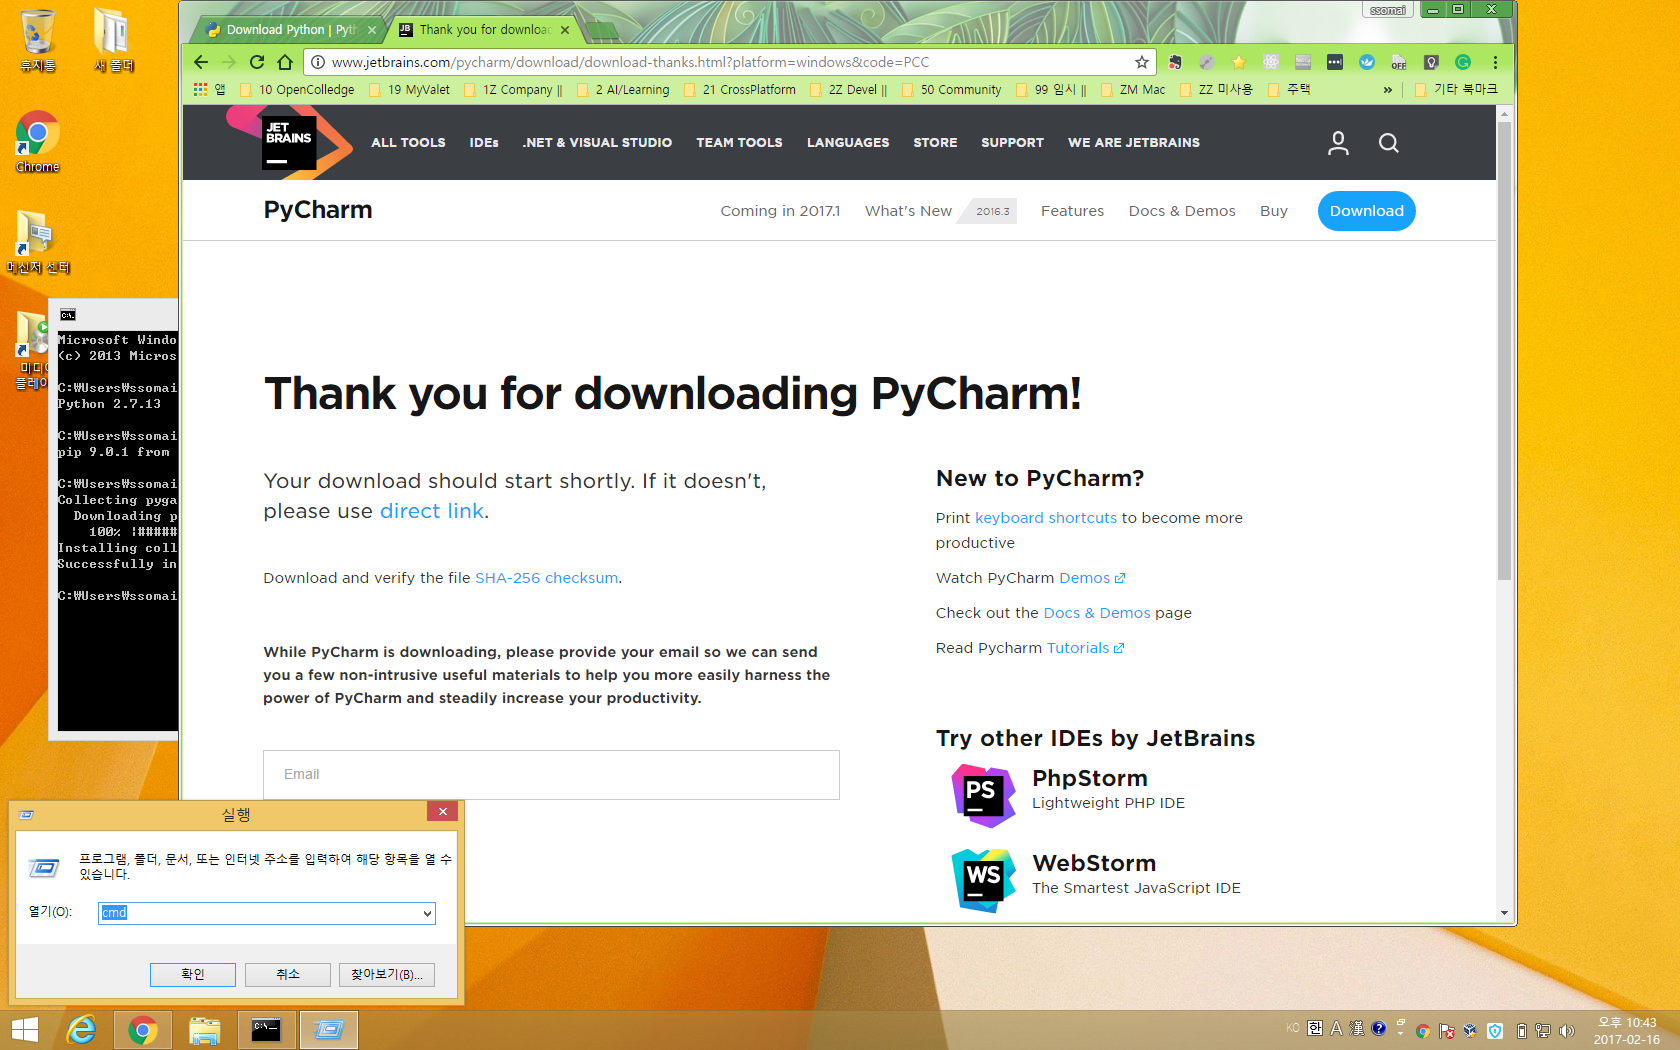 휴지통
새 폴더
Chrome
메신저 센터
미디어
플레이
Microsoft Windo
(c) 2013 Micros
C:₩Users₩ssomai
Python 2.7.13
C:₩Users₩ssomai
pip 9.0.1 from
C:₩Users₩ssomai
Collecting pyga
Downloading p
100% |#####
Installing coll
Successfully in
C:₩Users₩ssomai
ssomai
Download Python | Pyth
Thank you for downloac
www.jetbrains.com/pycharm/download/download-thanks.html?platform=windows&code=PCC
앱
10 OpenColledge
19 MyValet
1Z Company ||
2 AI/Learning
21 CrossPlatform
2Z Devel ||
50 Community
99 임시 ||
ZM Mac
ZZ 미사용
주택
»
기타 북마크
JET
BRAINS
ALL TOOLS
IDEs
.NET & VISUAL STUDIO
TEAM TOOLS
LANGUAGES
STORE
SUPPORT
WE ARE JETBRAINS
PyCharm
Coming in 2017.1
What's New
2016.3
Features
Docs & Demos
Buy
Download
Thank you for downloading PyCharm!
Your download should start shortly. If it doesn't,
please use direct link.
Download and verify the file SHA-256 checksum.
While PyCharm is downloading, please provide your email so we can send
you a few non-intrusive useful materials to help you more easily harness the
power of PyCharm and steadily increase your productivity.
Email
New to PyCharm?
Print keyboard shortcuts to become more
productive
Watch PyCharm Demos
Check out the Docs & Demos page
Read Pycharm Tutorials
Try other IDEs by JetBrains
PS
PhpStorm
Lightweight PHP IDE
WS
WebStorm
The Smartest JavaScript IDE
실행
프로그램, 폴더, 문서, 또는 인터넷 주소를 입력하여 해당 항목을 열 수
있습니다.
열기(O):
cmd
확인
취소
찾아보기(B)...
KO
한
A
漢
오후 10:43
2017-02-16